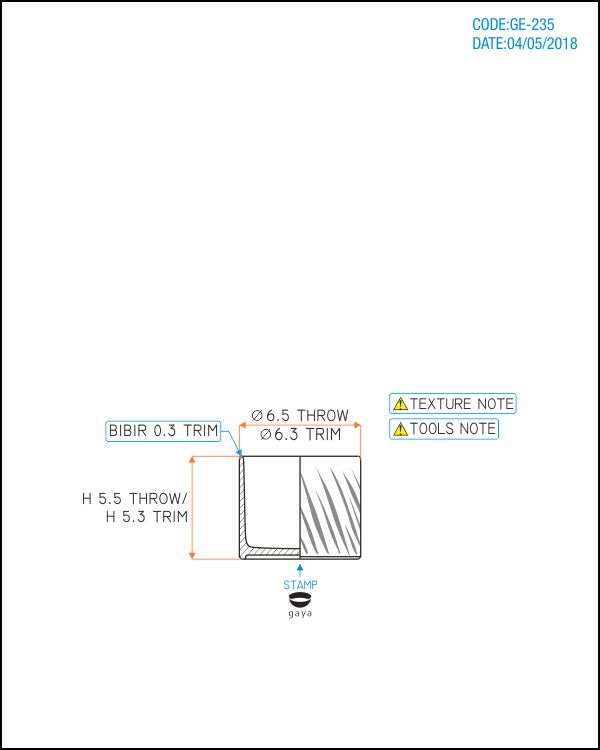 CODE:GE-235
DATE:04/05/2018
⚠TEXTURE NOTE
⚠TOOLS NOTE
∅6.5 THROW
∅6.3 TRIM
BIBIR 0.3 TRIM
H 5.5 THROW/
H 5.3 TRIM
STAMP
gaya